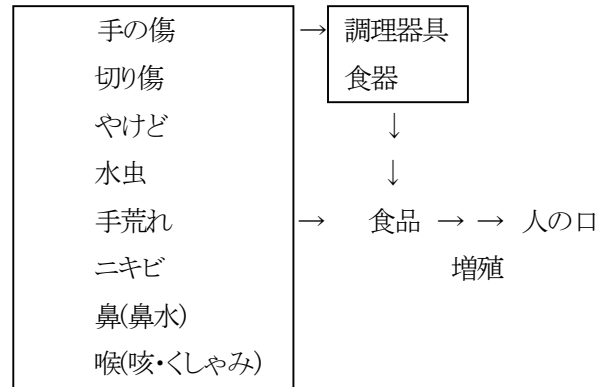 手の傷 → 調理器具
切り傷 食器
やけど ↓
水虫 ↓
手荒れ → 食品 → → 人の口
ニキビ 増殖
鼻(鼻水)
喉(咳・くしゃみ)